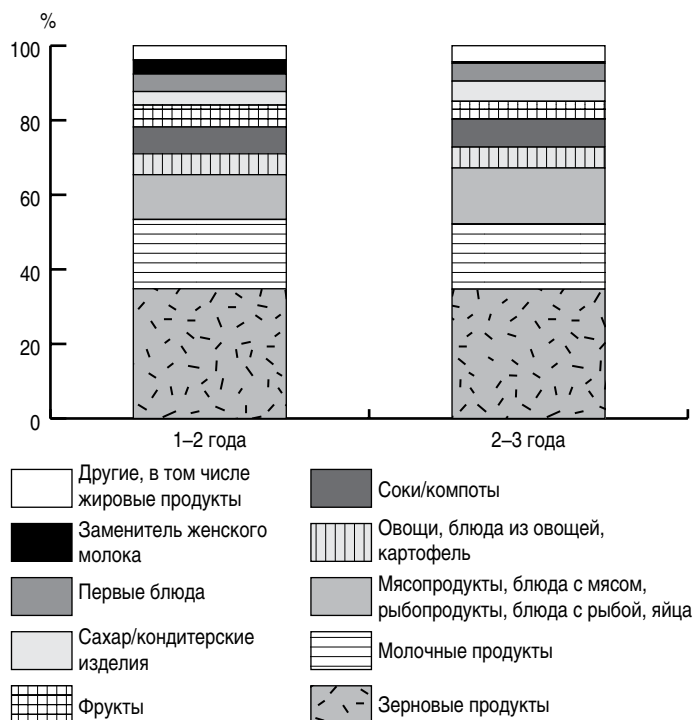 %
100
80
60
40
20
0
1–2 года
2–3 года
Другие, в том числе
жировые продукты
Заменитель женского
молока
Первые блюда
Сахар/кондитерские
изделия
Фрукты
Соки/компоты
Овощи, блюда из овощей,
картофель
Мясопродукты, блюда с мясом,
рыбопродукты, блюда с рыбой, яйца
Молочные продукты
Зерновые продукты